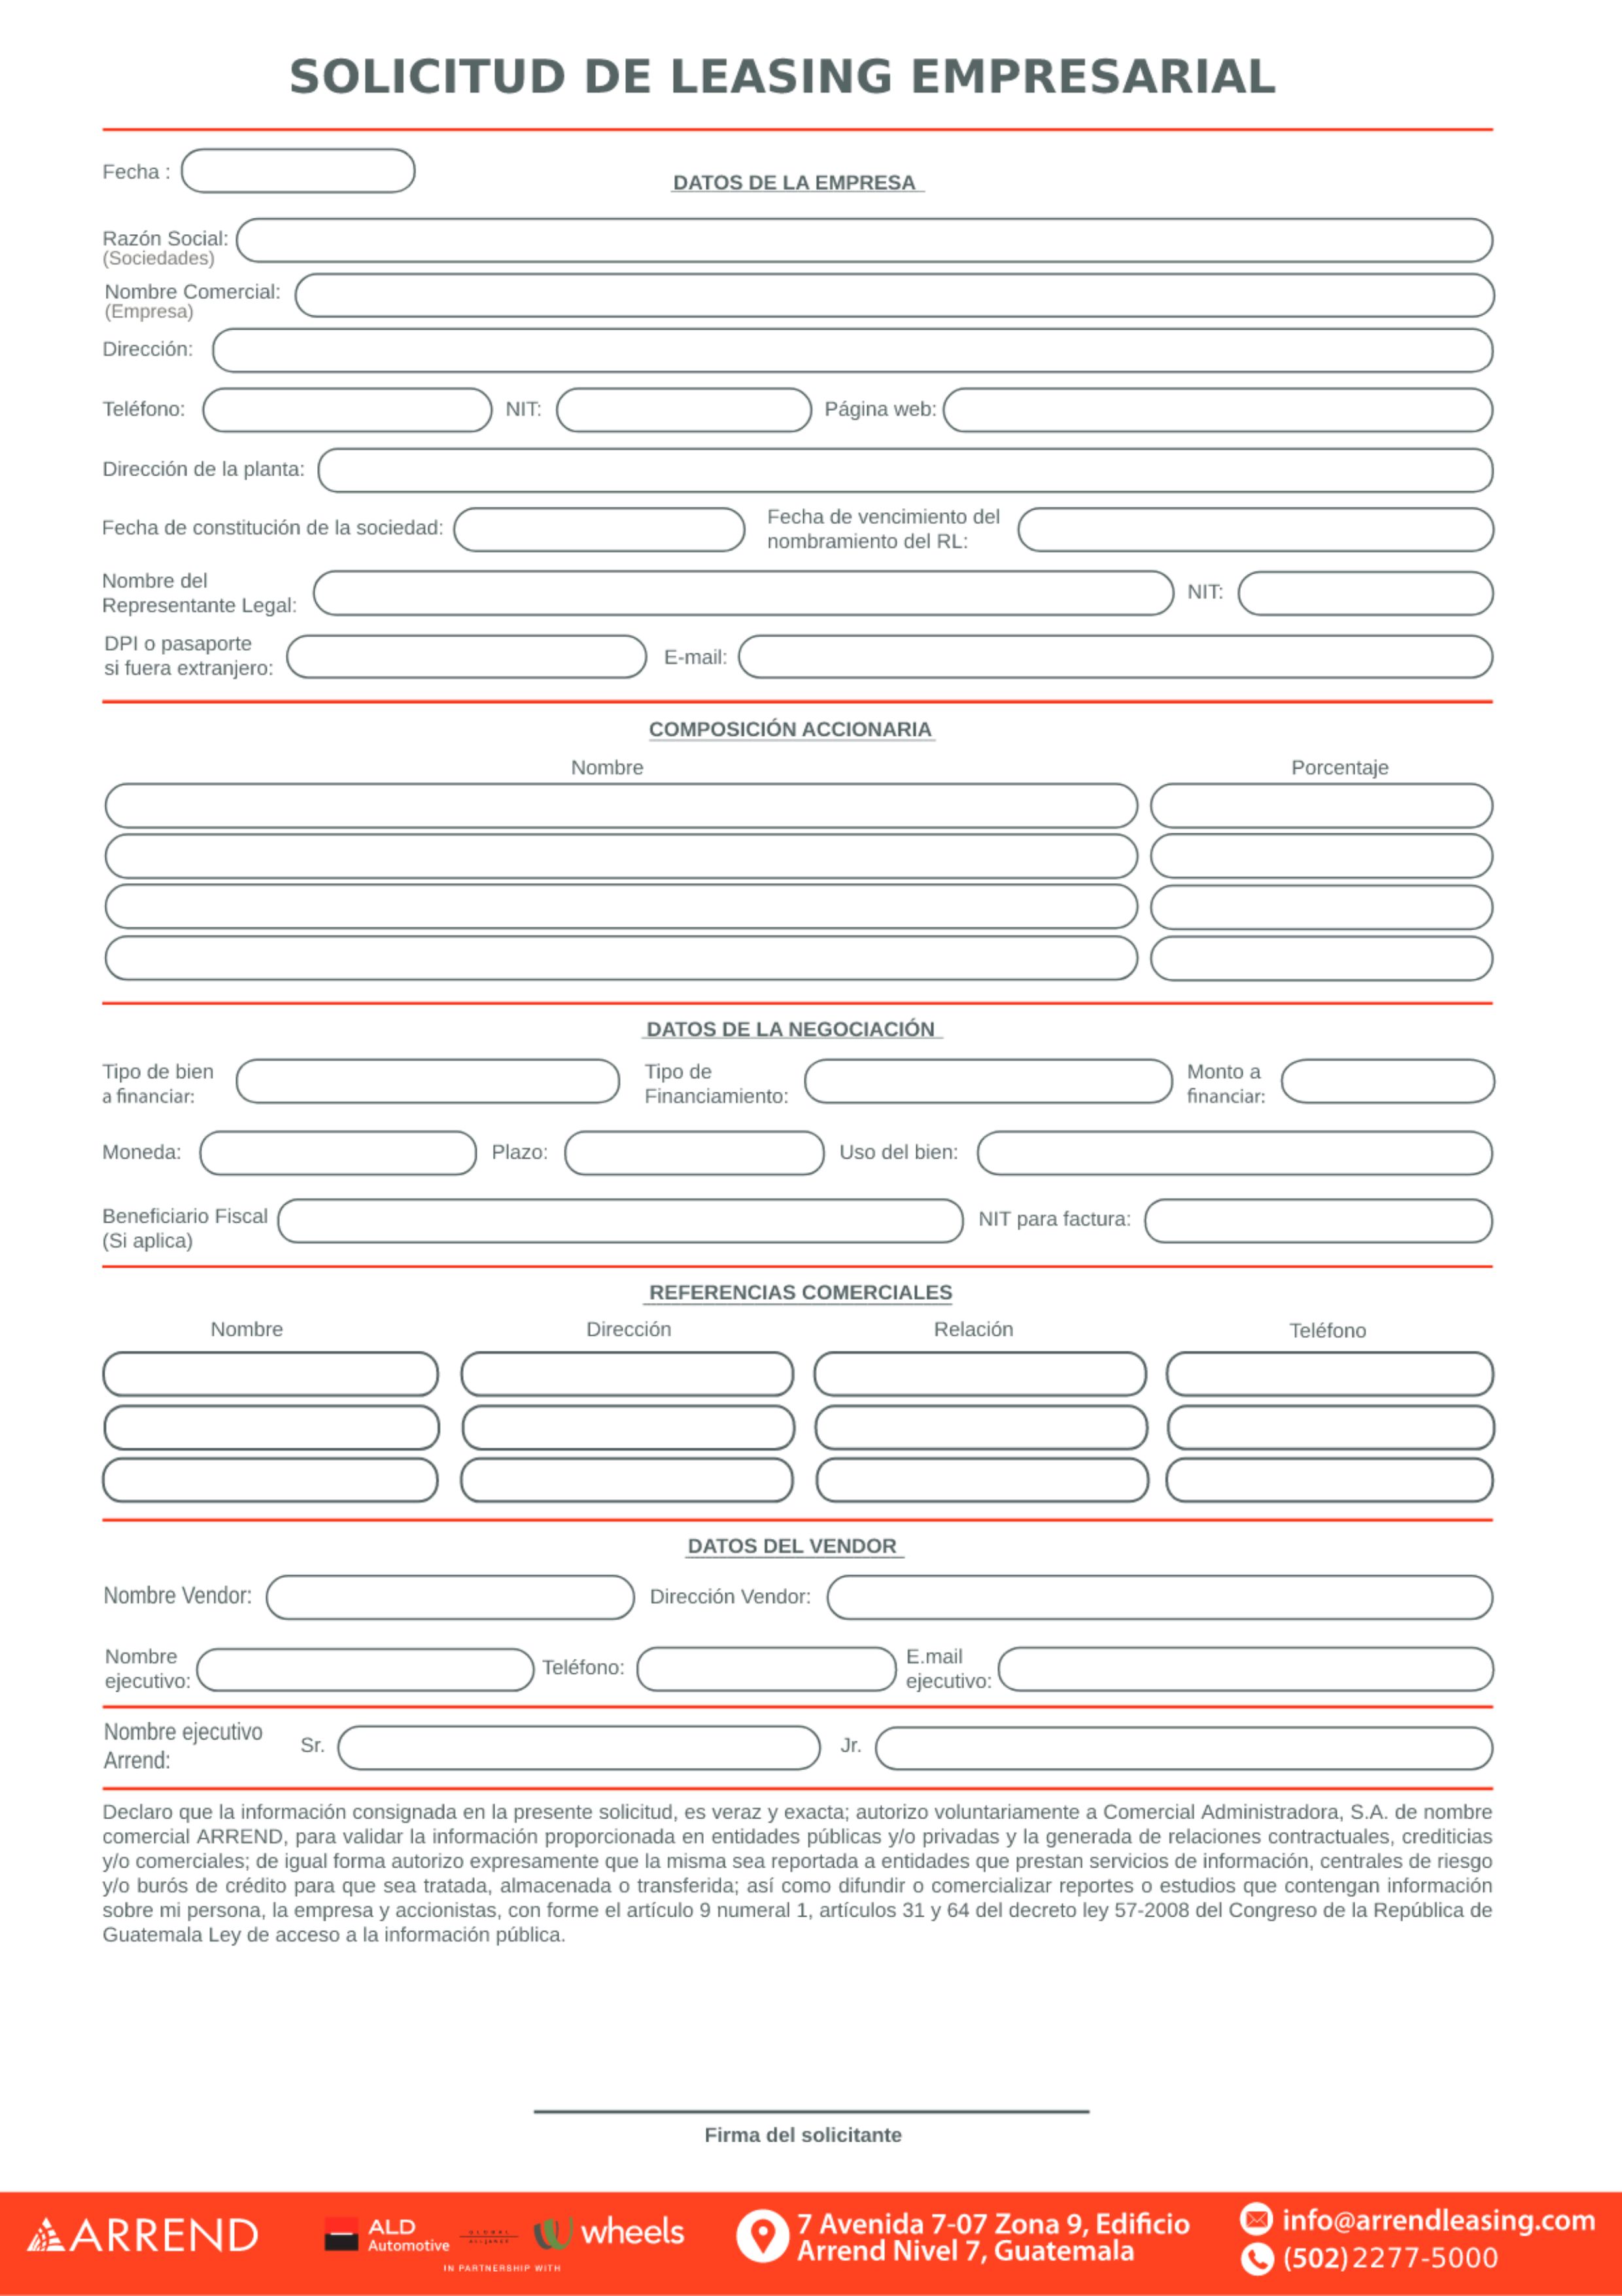 SOLICITUD DE LEASING EMPRESARIAL
Fecha :
DATOS DE LA EMPRESA
Razón Social:
(Sociedades)
Nombre Comercial:
(Empresa)
Dirección:
Teléfono: NIT: Página web:
Dirección de la planta:
Fecha de constitución de la sociedad: Fecha de vencimiento del
nombramiento del RL:
Nombre del
Representante Legal: NIT:
DPI o pasaporte
si fuera extranjero: E-mail:
COMPOSICIÓN ACCIONARIA
Nombre Porcentaje
DATOS DE LA NEGOCIACIÓN
Tipo de bien
a financiar:
Tipo de
Financiamiento:
Monto a
financiar:
Moneda: Plazo: Uso del bien:
Beneficiario Fiscal
(Si aplica)
NIT para factura:
REFERENCIAS COMERCIALES
Nombre Dirección Relación Teléfono
DATOS DEL VENDOR
Nombre Vendor: Dirección Vendor:
Nombre
ejecutivo:
Teléfono:
E.mail
ejecutivo:
Nombre ejecutivo
Arrend:
Sr. Jr.
Declaro que la información consignada en la presente solicitud, es veraz y exacta; autorizo voluntariamente a Comercial Administradora, S.A. de nombre
comercial ARREND, para validar la información proporcionada en entidades públicas y/o privadas y la generada de relaciones contractuales, crediticias
y/o comerciales; de igual forma autorizo expresamente que la misma sea reportada a entidades que prestan servicios de información, centrales de riesgo
y/o burós de crédito para que sea tratada, almacenada o transferida; así como difundir o comercializar reportes o estudios que contengan información
sobre mi persona, la empresa y accionistas, con forme el artículo 9 numeral 1, artículos 31 y 64 del decreto ley 57-2008 del Congreso de la República de
Guatemala Ley de acceso a la información pública.
Firma del solicitante
ARREND
ALD
Automotive
wheels
IN PARTNERSHIP WITH
7 Avenida 7-07 Zona 9, Edificio
Arrend Nivel 7, Guatemala
info@arrendleasing.com
(502)2277-5000